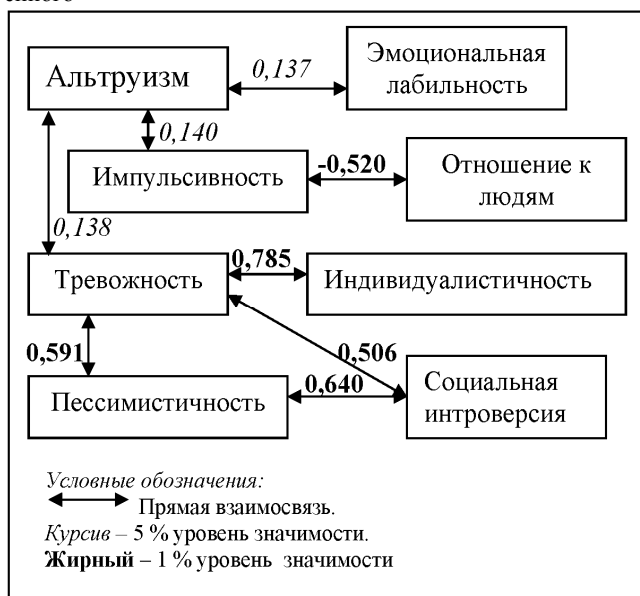 Альтруизм
0,137
Эмоциональная
лабильность
0,140
Импульсивность
-0,520
Отношение к
людям
0,138
Тревожность
0,785
Индивидуалистичность
0,591
0,506
Пессимистичность
0,640
Социальная
интроверсия
Условные обозначения:
Прямая взаимосвязь.
Курсив – 5 % уровень значимости.
Жирный – 1 % уровень значимости